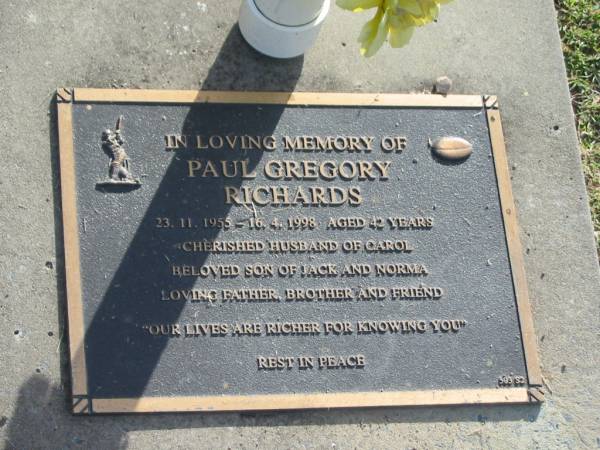 IN LOVING MEMORY OF
PAUL GREGORY
RICHARDS
23. 11. 1955 - 16. 4. 1998 AGED 42 YEARS
CHERISHED HUSBAND OF CAROL
BELOVED SON OF JACK AND NORMA
LOVING FATHER, BROTHER AND FRIEND
"OUR LIVES ARE RICHER FOR KNOWING YOU"
REST IN PEACE